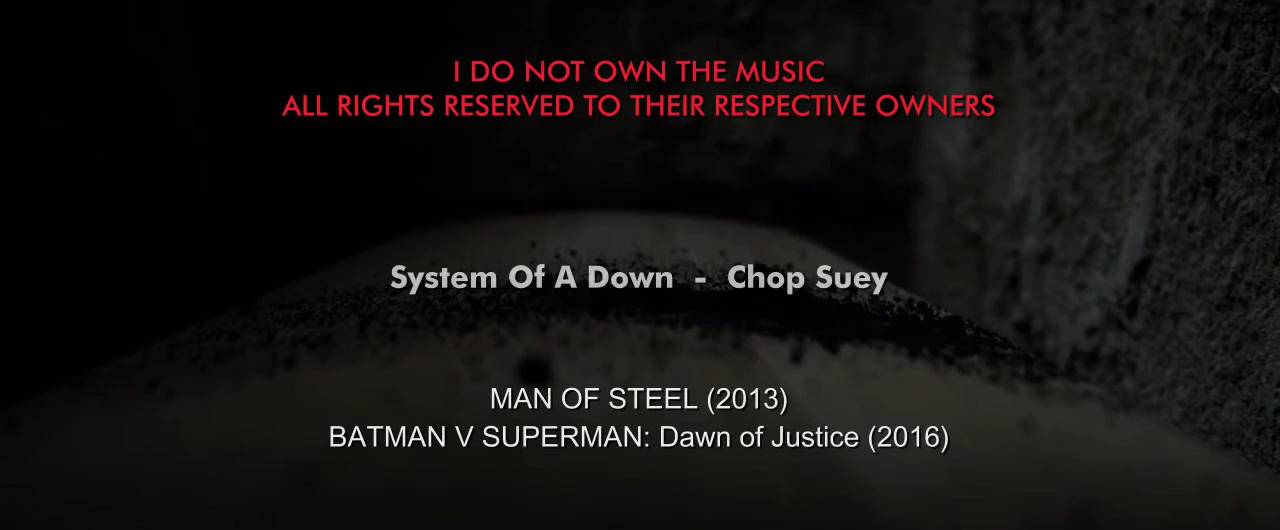 I DO NOT OWN THE MUSIC
ALL RIGHTS RESERVED TO THEIR RESPECTIVE OWNERS
System Of A Down - Chop Suey
MAN OF STEEL (2013)
BATMAN V SUPERMAN: Dawn of Justice (2016)